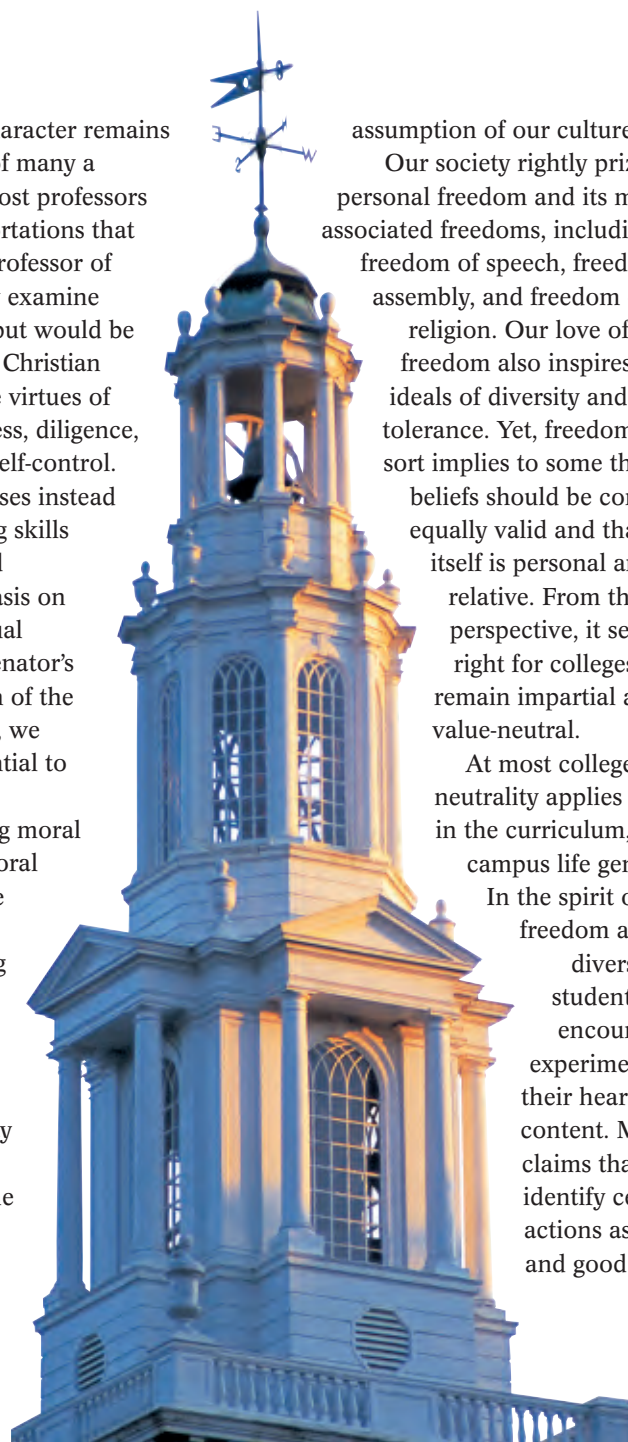 W
aracter remains
f many a
ost professors
rtations that
rofessor of
examine
but would be
Christian
e virtues of
ess, diligence,
elf-control.
ses instead
g skills
l
asis on
ual
enator's
n of the
, we
ntial to
g moral
oral
e
g
y
ne
assumption of our culture
Our society rightly priz
personal freedom and its m
associated freedoms, includi
freedom of speech, freed
assembly, and freedom
religion. Our love of
freedom also inspires
ideals of diversity and
tolerance. Yet, freedom
sort implies to some th
beliefs should be con
equally valid and tha
itself is personal an
relative. From th
perspective, it se
right for colleges
remain impartial a
value-neutral.
At most college
neutrality applies
in the curriculum,
campus life gen
In the spirit o
freedom a
divers
student
encour
experime
their hear
content. M
claims tha
identify ce
actions as
and good